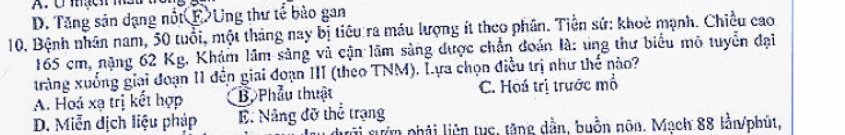 D. Tăng sản dạng nốt E. Ung thư tế bào gan
10. Bệnh nhân nam, 50 tuổi, một tháng nay bị tiêu ra máu lượng ít theo phân. Tiền sử: khoẻ mạnh. Chiều cao
165 cm, nặng 62 Kg. Khám lâm sàng và cận lâm sàng được chẩn đoán là: ung thư biểu mô tuyến đại
tràng xuống giai đoạn II đến giai đoạn III (theo TNM). Lựa chọn điều trị như thế nào?
A. Hoá xạ trị kết hợp B. Phẫu thuật C. Hoá trị trước mổ
D. Miễn dịch liệu pháp E. Nâng đỡ thể trạng
phải liên tục, tăng dần, buồn nôn. Mạch 88 lần/phút,